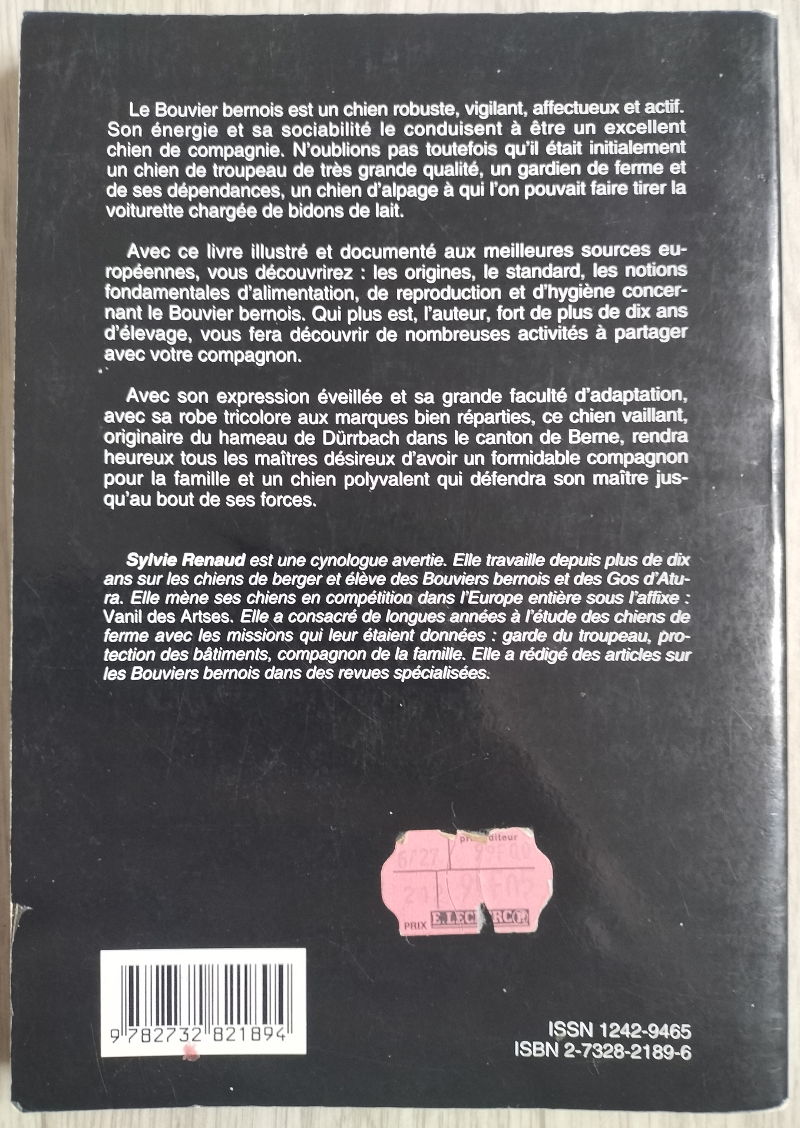 Le Bouvier bernois est un chien robuste, vigilant, affectueux et actif.
Son énergie et sa sociabilité le conduisent à être un excellent
chien de compagnie. N'oublions pas toutefois qu'il était initialement
un chien de troupeau de très grande qualité, un gardien de ferme et
de ses dépendances, un chien d'alpage à qui l'on pouvait faire tirer la
voiturette chargée de bidons de lait.
Avec ce livre illustré et documenté aux meilleures sources eu-
ropéennes, vous découvrirez : les origines, le standard, les notions
fondamentales d'alimentation, de reproduction et d'hygiène concer-
nant le Bouvier bernois. Qui plus est, l'auteur, fort de plus de dix ans
d'élevage, vous fera découvrir de nombreuses activités à partager
avec votre compagnon.
Avec son expression éveillée et sa grande faculté d'adaptation,
avec sa robe tricolore aux marques bien réparties, ce chien vaillant,
originaire du hameau de Dürrbach dans le canton de Berne, rendra
heureux tous les maîtres désireux d'avoir un formidable compagnon
pour la famille et un chien polyvalent qui défendra son maître jus-
qu'au bout de ses forces.
Sylvie Renaud est une cynologue avertie. Elle travaille depuis plus de dix
ans sur les chiens de berger et élève des Bouviers bernois et des Gos d'Atu-
ra. Elle mène ses chiens en compétition dans l'Europe entière sous l'affixe :
Vanil des Artses. Elle a consacré de longues années à l'étude des chiens de
ferme avec les missions qui leur étaient données : garde du troupeau, pro-
tection des bâtiments, compagnon de la famille. Elle a rédigé des articles sur
les Bouviers bernois dans des revues spécialisées.
PRIX E.LECLERC
9 782732 821894
ISSN 1242-9465
ISBN 2-7328-2189-6